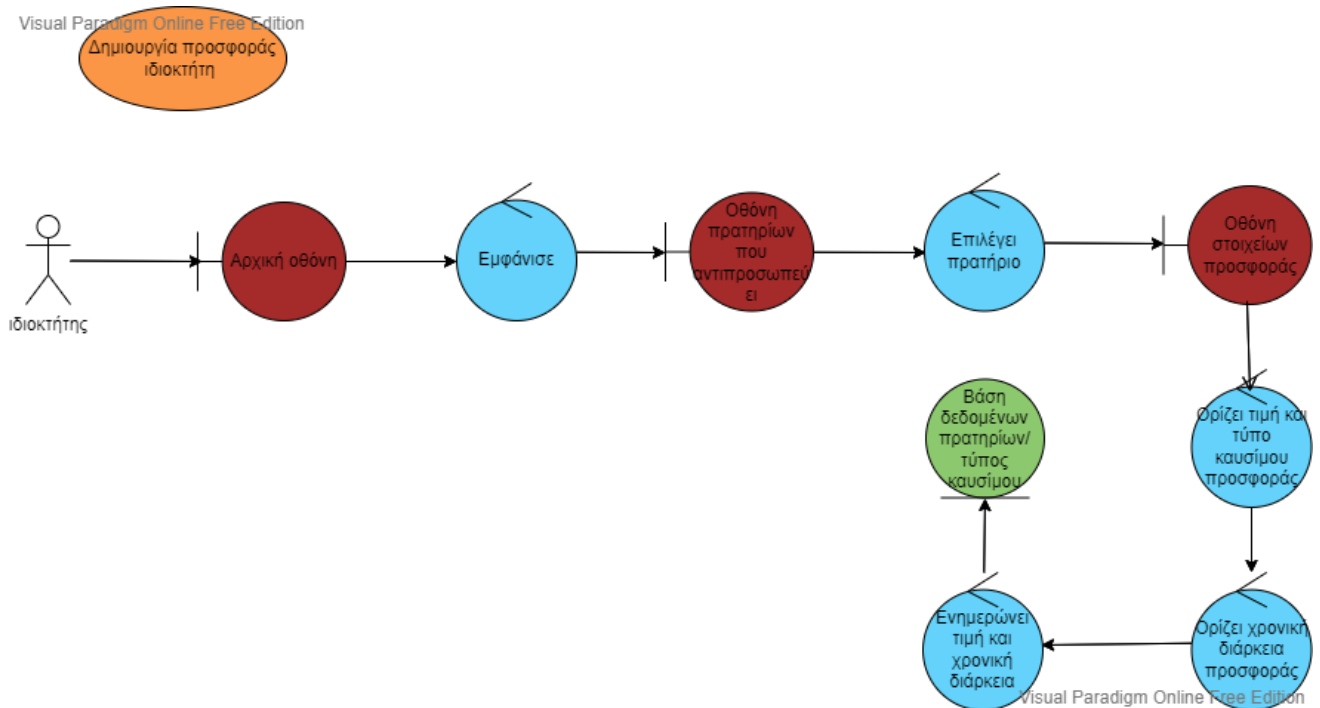 Visual Paradigm Online Free Edition
Δημιουργία προσφοράς
ιδιοκτήτη
ιδιοκτήτης
Αρχική οθόνη
Εμφάνισε
Οθόνη
πρατηρίων
που
αντιπροσωπεύ
ει
Επιλέγει
πρατήριο
Οθόνη
στοιχείων
προσφοράς
Ορίζει τιμή και
τύπο
καυσίμου
προσφοράς
Ορίζει χρονική
διάρκεια
προσφοράς
Ενημερώνει
τιμή και
χρονική
διάρκεια
Βάση
δεδομένων
πρατηρίων/
τύπος
καυσίμου
Visual Paradigm Online Free Edition